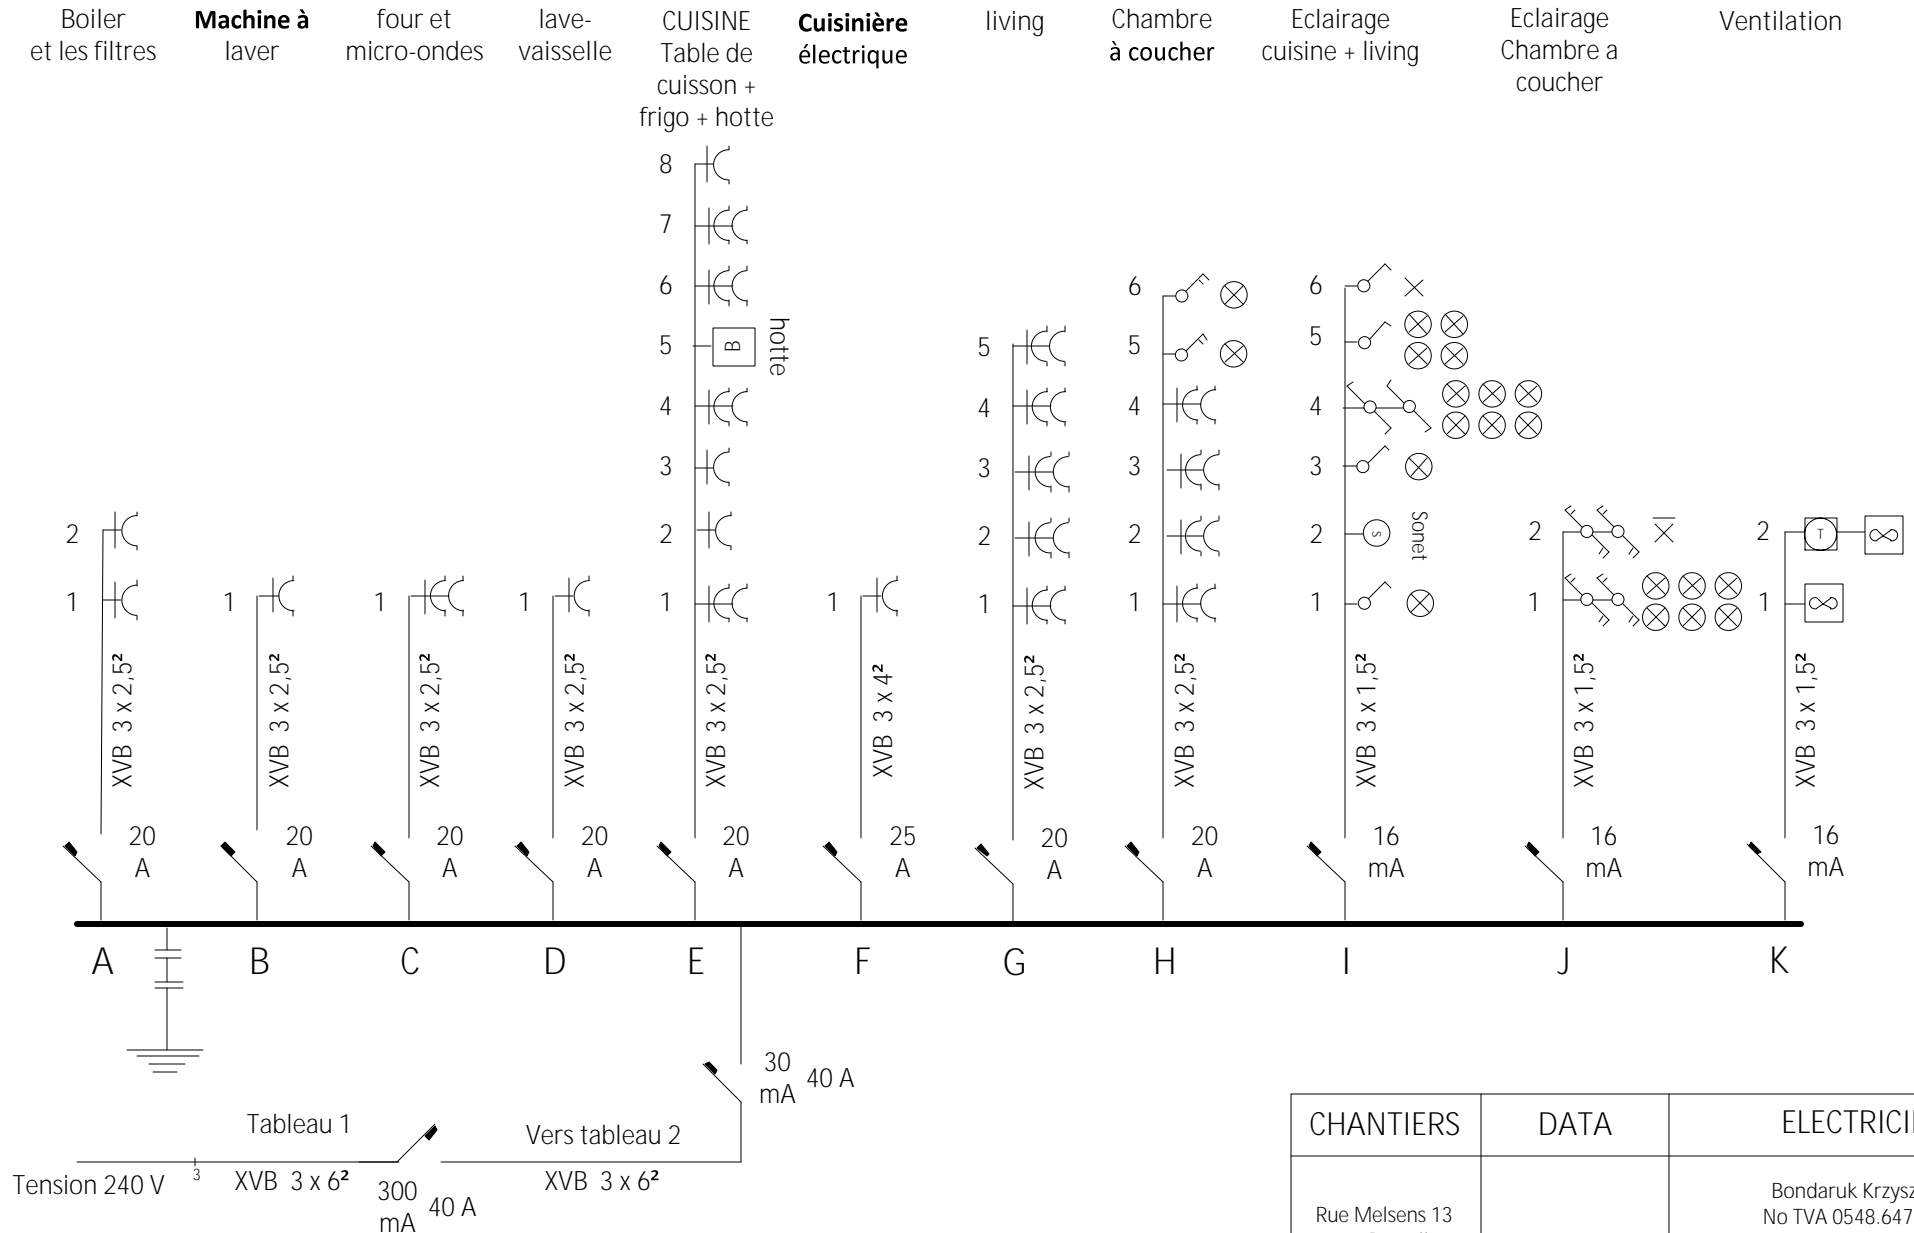 Boiler
et les filtres
Machine à
laver
four et
micro-ondes
lave-
vaisselle
CUISINE
Table de
cuisson +
frigo + hotte
Cuisinière
électrique
living
Chambre
à coucher
Eclairage
cuisine + living
Eclairage
Chambre a
coucher
Ventilation
2
1
XVB 3 x 2,5²
20
A
1
XVB 3 x 2,5²
20
A
1
XVB 3 x 2,5²
20
A
1
XVB 3 x 2,5²
20
A
8
7
6
5
B
hotte
4
3
2
1
XVB 3 x 2,5²
20
A
1
XVB 3 x 4²
25
A
5
4
3
2
1
XVB 3 x 2,5²
20
A
6
5
4
3
2
1
XVB 3 x 2,5²
20
A
6
5
4
3
2
S
Sonet
1
XVB 3 x 1,5²
16
mA
2
1
XVB 3 x 1,5²
16
mA
2
T
1
XVB 3 x 1,5²
16
mA
A
B
C
D
E
F
G
H
I
J
K
30
mA
40 A
Tableau 1
Vers tableau 2
Tension 240 V
3
XVB 3 x 6²
XVB 3 x 6²
300
mA
40 A
CHANTIERS
DATA
Rue Melsens 13
No TVA 0548.647